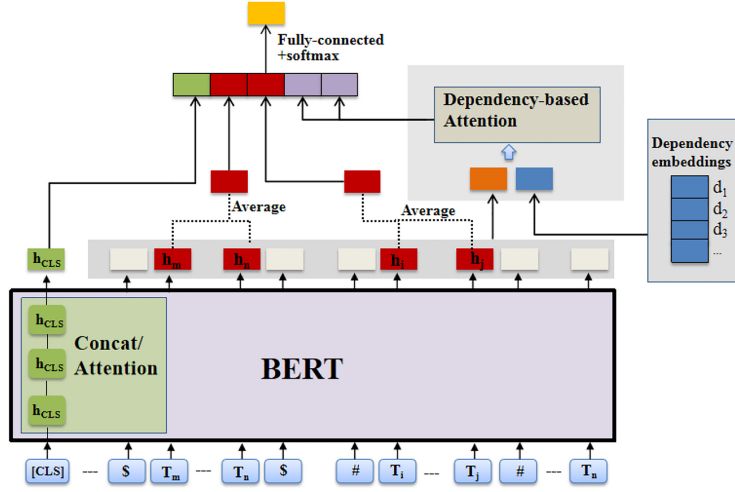 Fully-connected
+softmax
Dependency-based
Attention
Dependency
embeddings
d1
d2
d3
...
Average
Average
hCLS
hm
hn
hi
hj
hCLS
hCLS
hCLS
Concat/
Attention
BERT
[CLS] --- $ Tm --- Tn $ # Ti --- Tj # --- Tn